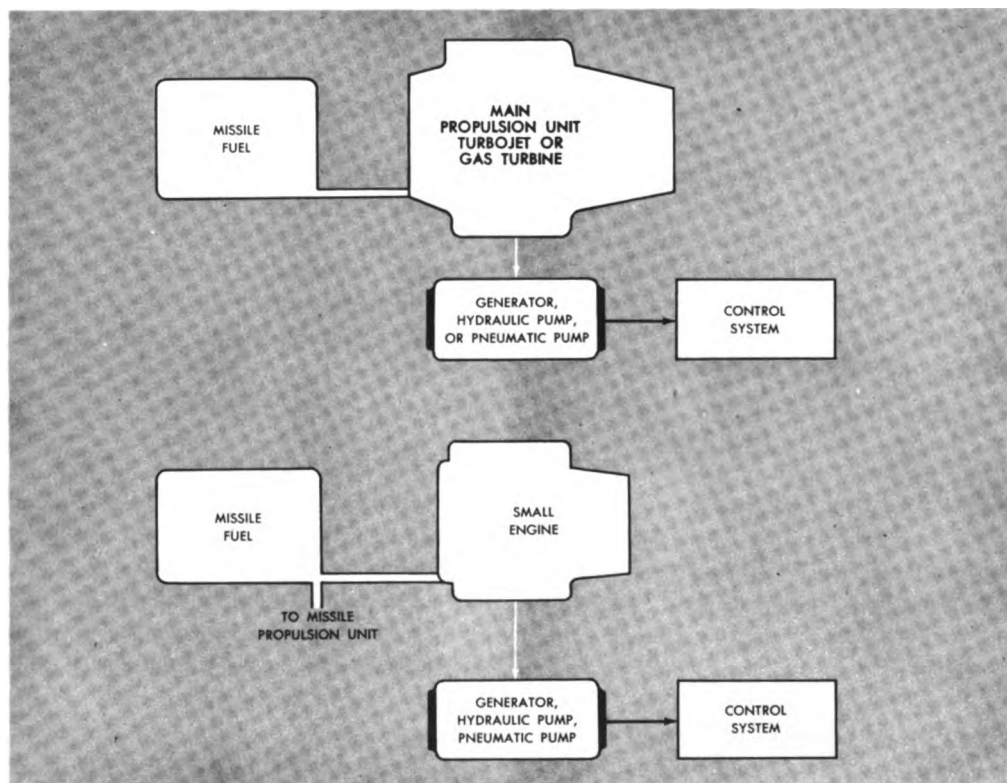 MISSILE
FUEL
MAIN
PROPULSION UNIT
TURBOJET OR
GAS TURBINE
GENERATOR,
HYDRAULIC PUMP,
OR PNEUMATIC PUMP
CONTROL
SYSTEM
MISSILE
FUEL
SMALL
ENGINE
TO MISSILE
PROPULSION UNIT
GENERATOR,
HYDRAULIC PUMP,
PNEUMATIC PUMP
CONTROL
SYSTEM